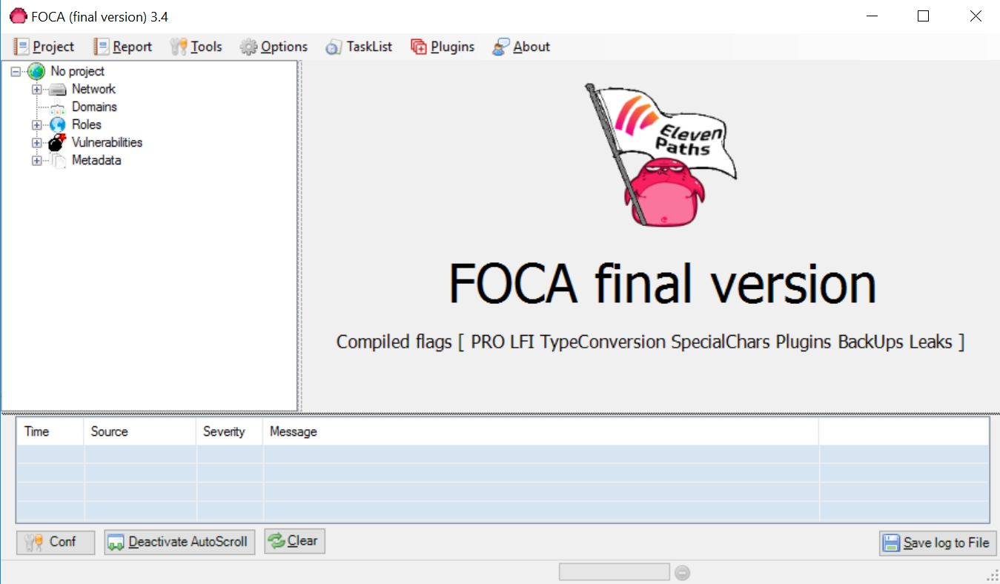 FOCA (final version) 3.4
Project Report Tools Options TaskList Plugins About
No project
Network
Domains
Roles
Vulnerabilities
Metadata
Eleven
Paths
FOCA final version
Compiled flags [ PRO LFI TypeConversion SpecialChars Plugins BackUps Leaks ]
Time Source Severity Message
Conf Deactivate AutoScroll Clear Save log to File